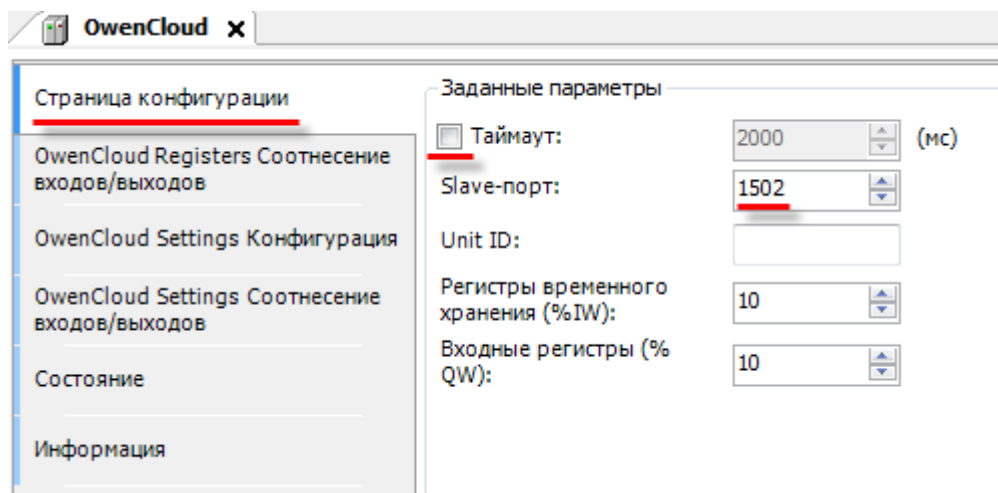 OwenCloud x
Страница конфигурации
OwenCloud Registers Соотнесение
входов/выходов
OwenCloud Settings Конфигурация
OwenCloud Settings Соотнесение
входов/выходов
Состояние
Информация
Заданные параметры
Таймаут: 2000 (мс)
Slave-порт: 1502
Unit ID:
Регистры временного
хранения (%IW): 10
Входные регистры (%
QW): 10